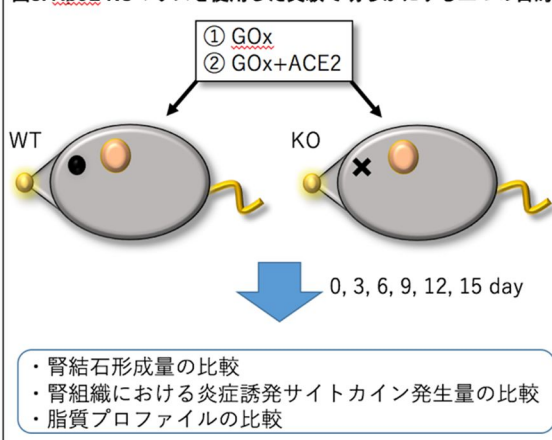 ① GOx
② GOx+ACE2
WT
KO
0, 3, 6, 9, 12, 15 day
・腎結石形成量の比較
・腎組織における炎症誘発サイトカイン発生量の比較
・脂質プロファイルの比較